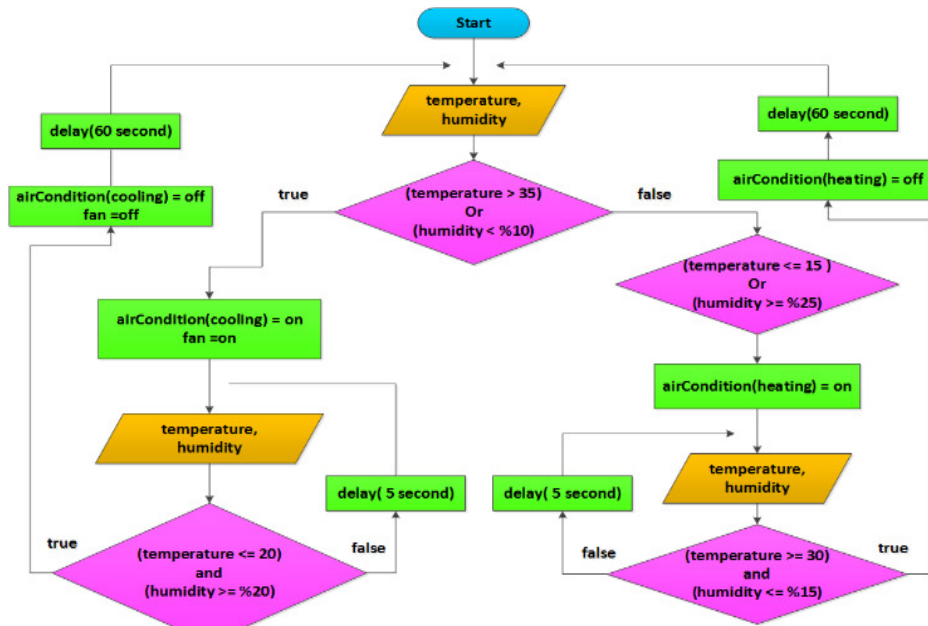 Start
temperature,
humidity
delay(60 second)
delay(60 second)
airCondition(cooling) = off
fan =off
true
(temperature > 35)
Or
(humidity < %10)
false
airCondition(heating) = off
(temperature <= 15 )
Or
(humidity >= %25)
airCondition(cooling) = on
fan =on
airCondition(heating) = on
temperature,
humidity
delay( 5 second)
delay( 5 second)
temperature,
humidity
true
(temperature <= 20)
and
(humidity >= %20)
false
false
(temperature >= 30)
and
(humidity <= %15)
true